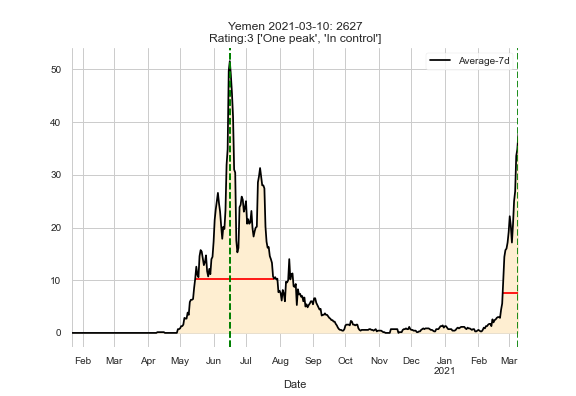 Yemen 2021-03-10: 2627
Rating:3 ['One peak', 'In control']
Average-7d
50
40
30
20
10
0
Feb Mar Apr May Jun Jul Aug Sep Oct Nov Dec Jan Feb Mar
2021
Date